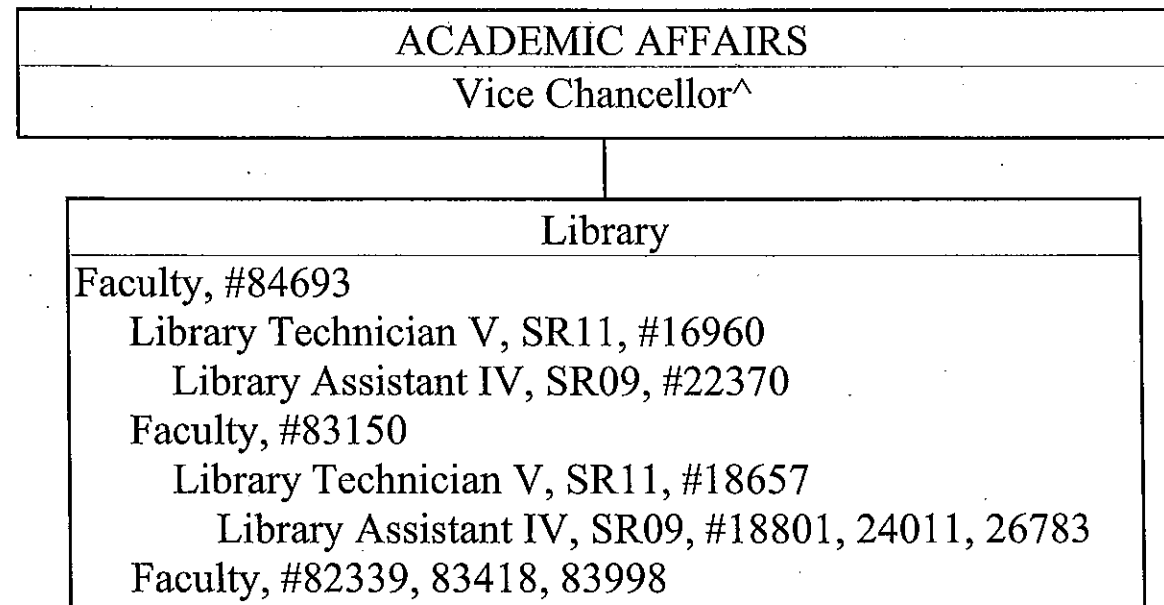 ACADEMIC AFFAIRS
Vice Chancellor^
Library
Faculty, #84693
Library Technician V, SR11, #16960
Library Assistant IV, SR09, #22370
Faculty, #83150
Library Technician V, SR11, #18657
Library Assistant IV, SR09, #18801, 24011, 26783
Faculty, #82339, 83418, 83998